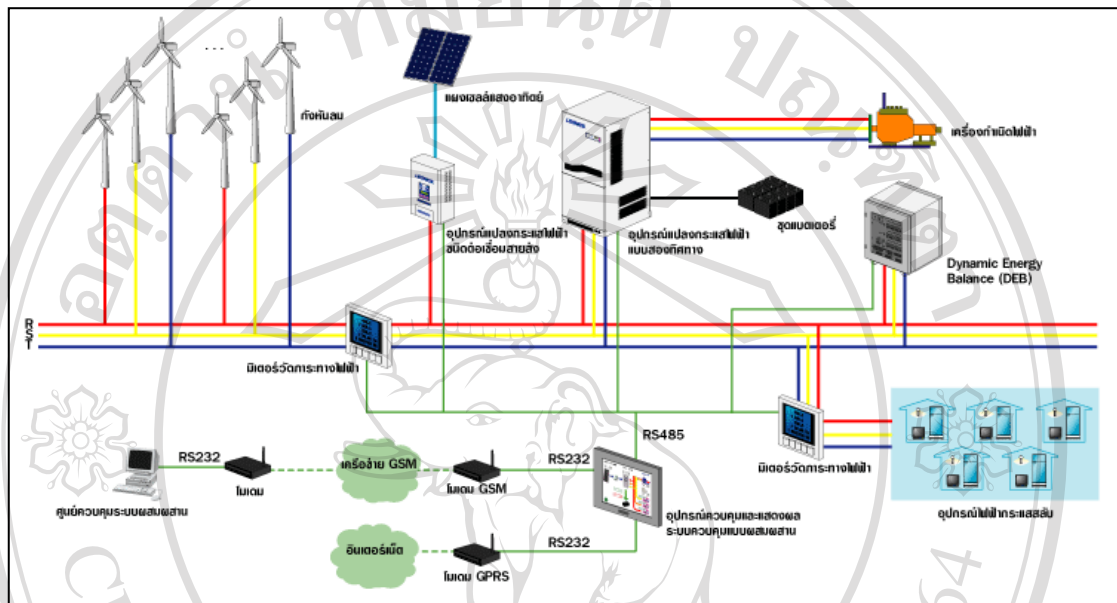 กังหันลม
แผงเซลล์แสงอาทิตย์
LEONICS
LEONICS
เครื่องกำเนิดไฟฟ้า
ชุดแบตเตอรี่
อุปกรณ์แปลงกระแสไฟฟ้า
ชนิดต่อเชื่อมสายส่ง
อุปกรณ์แปลงกระแสไฟฟ้า
แบบสองทิศทาง
Dynamic Energy
Balance (DEB)
R
S
T
มิเตอร์วัดภาระทางไฟฟ้า
RS485
มิเตอร์วัดภาระทางไฟฟ้า
อุปกรณ์ไฟฟ้ากระแสสลับ
RS232
เครือข่าย GSM
RS232
โมเดม
โมเดม GSM
ศูนย์ควบคุมระบบผสมผสาน
อุปกรณ์ควบคุมและแสดงผล
ระบบควบคุมแบบผสมผสาน
อินเตอร์เน็ต
RS232
โมเดม GPRS